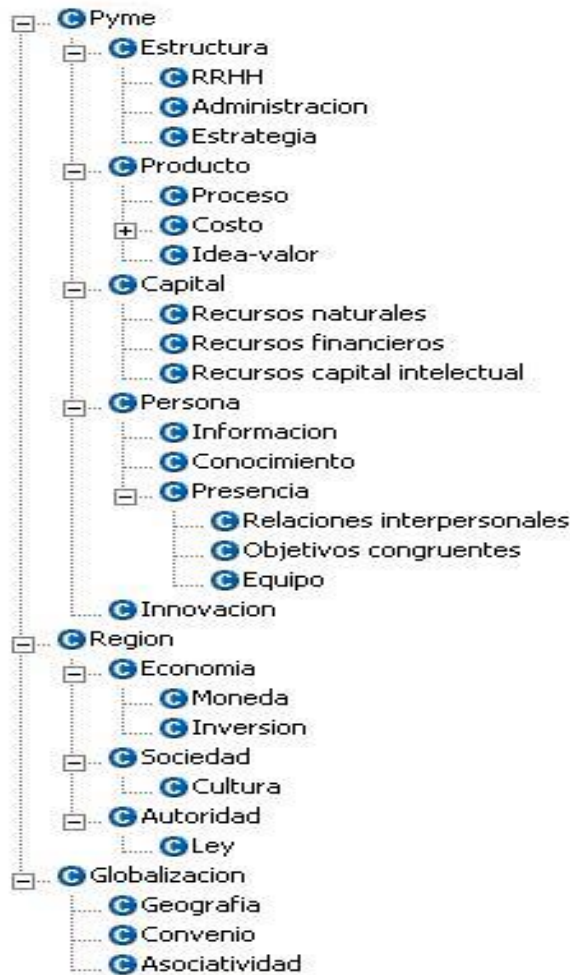 Pyme
Estructura
RRHH
Administracion
Estrategia
Producto
Proceso
Costo
Idea-valor
Capital
Recursos naturales
Recursos financieros
Recursos capital intelectual
Persona
Informacion
Conocimiento
Presencia
Relaciones interpersonales
Objetivos congruentes
Equipo
Innovacion
Region
Economia
Moneda
Inversion
Sociedad
Cultura
Autoridad
Ley
Globalizacion
Geografia
Convenio
Asociatividad